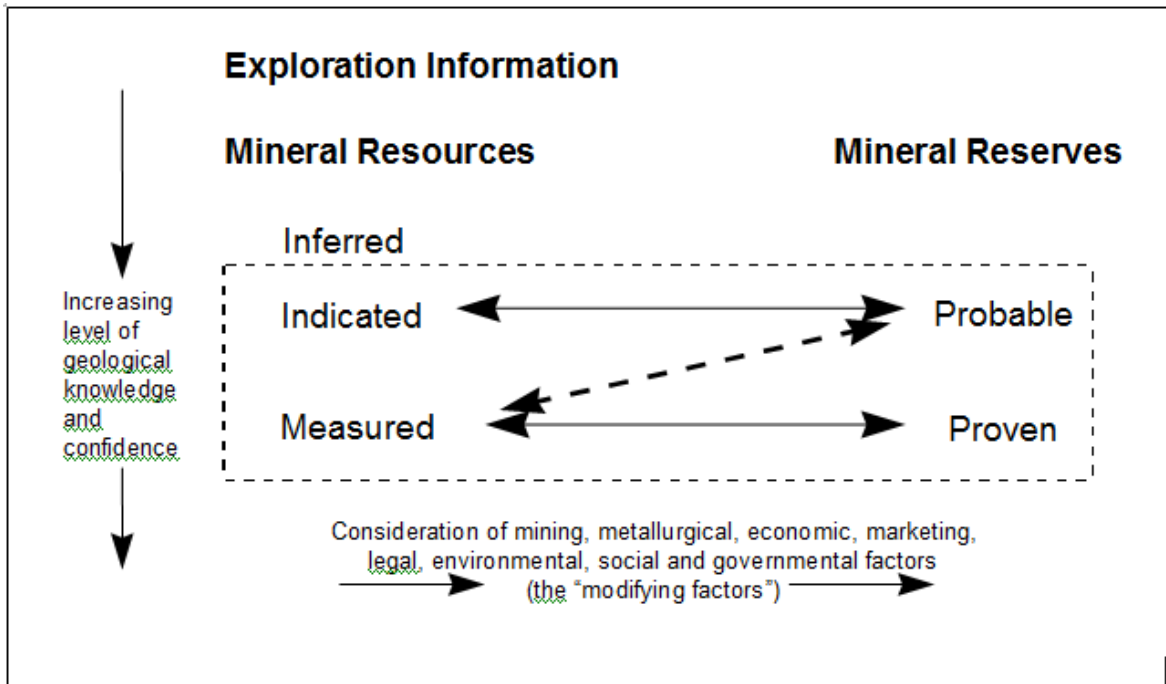 Exploration Information
Mineral Resources
Mineral Reserves
Inferred
Indicated
Probable
Measured
Proven
Increasing
level of
geological
knowledge
and
confidence
Consideration of mining, metallurgical, economic, marketing,
legal, environmental, social and governmental factors
(the “modifying factors”)